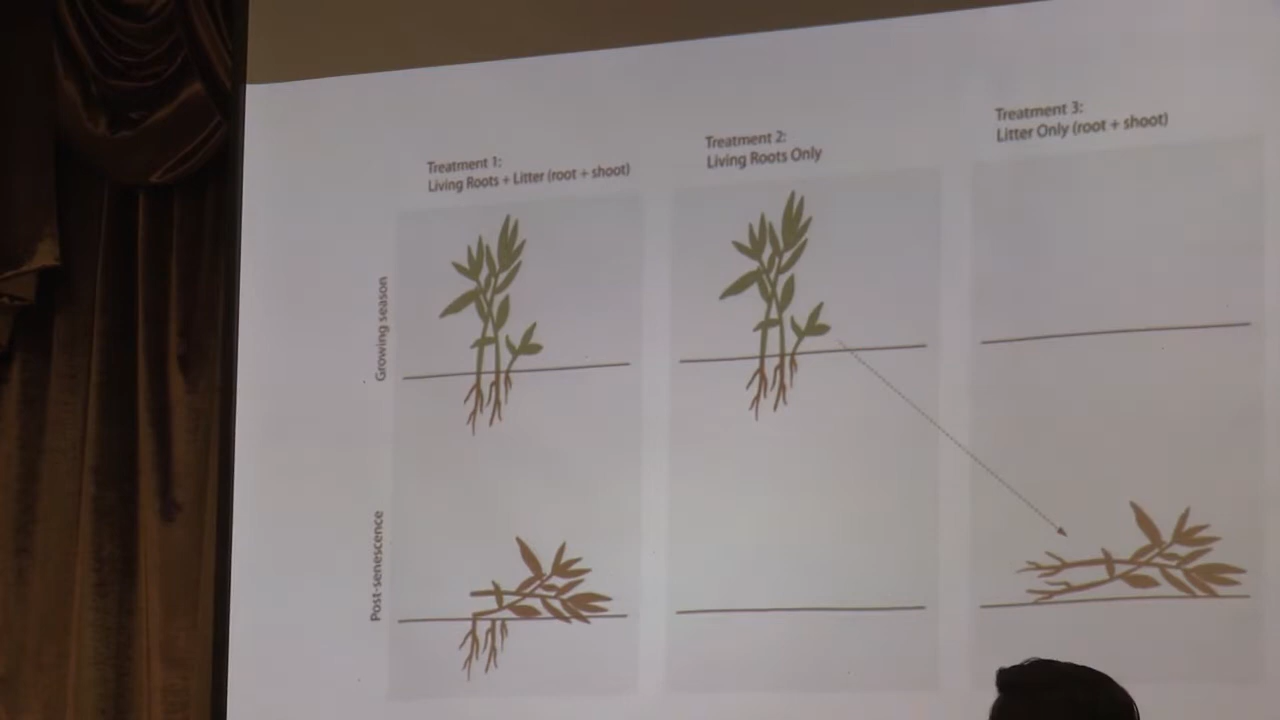 Treatment 1:
Living Roots + Litter (root + shoot)
Treatment 2:
Living Roots Only
Treatment 3:
Litter Only (root + shoot)
Growing season
Post-senescence